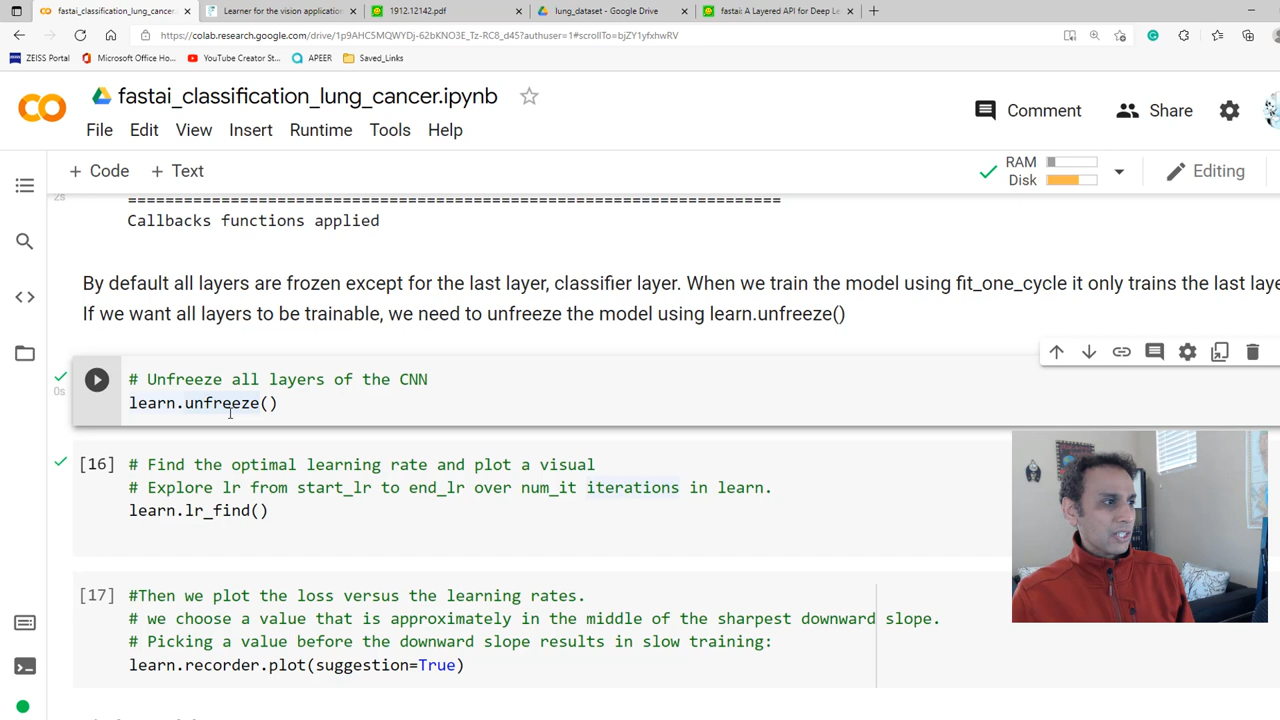 fastai_classification_lung_cancer.
Learner for the vision application
1912.12142.pdf
lung_dataset - Google Drive
fastai: A Layered API for Deep Le
https://colab.research.google.com/drive/1p9AHC5MQWYDj-62bKNO3E_Tz-RC8_d45?authuser=1#scrollTo=bjZY1yfxhwRV
ZEISS Portal
Microsoft Office Ho...
YouTube Creator St...
APEER
Saved_Links
fastai_classification_lung_cancer.ipynb
Comment
Share
File Edit View Insert Runtime Tools Help
+ Code + Text
RAM
Disk
Editing
2s
====================================================================
Callbacks functions applied
By default all layers are frozen except for the last layer, classifier layer. When we train the model using fit_one_cycle it only trains the last laye
If we want all layers to be trainable, we need to unfreeze the model using learn.unfreeze()
# Unfreeze all layers of the CNN
0s
learn.unfreeze()
[16] # Find the optimal learning rate and plot a visual
# Explore lr from start_lr to end_lr over num_it iterations in learn.
learn.lr_find()
[17] #Then we plot the loss versus the learning rates.
# we choose a value that is approximately in the middle of the sharpest downward slope.
# Picking a value before the downward slope results in slow training:
learn.recorder.plot(suggestion=True)